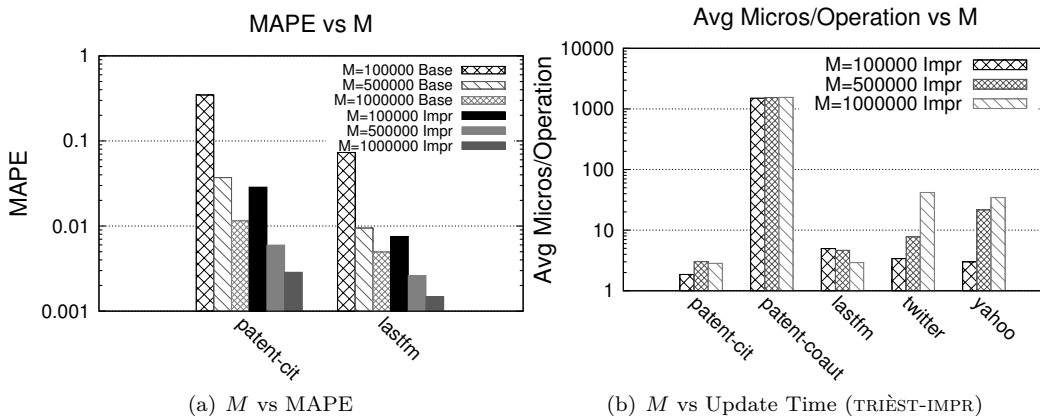 MAPE vs M
MAPE
1
0.1
0.01
0.001
M=100000 Base
M=500000 Base
M=1000000 Base
M=100000 Impr
M=500000 Impr
M=1000000 Impr
patent-cit
lastfm
(a) M vs MAPE
Avg Micros/Operation vs M
Avg Micros/Operation
10000
1000
100
10
1
M=100000 Impr
M=500000 Impr
M=1000000 Impr
patent-cit
patent-coaut
lastfm
twitter
yahoo
(b) M vs Update Time (TRIÈST-IMPR)